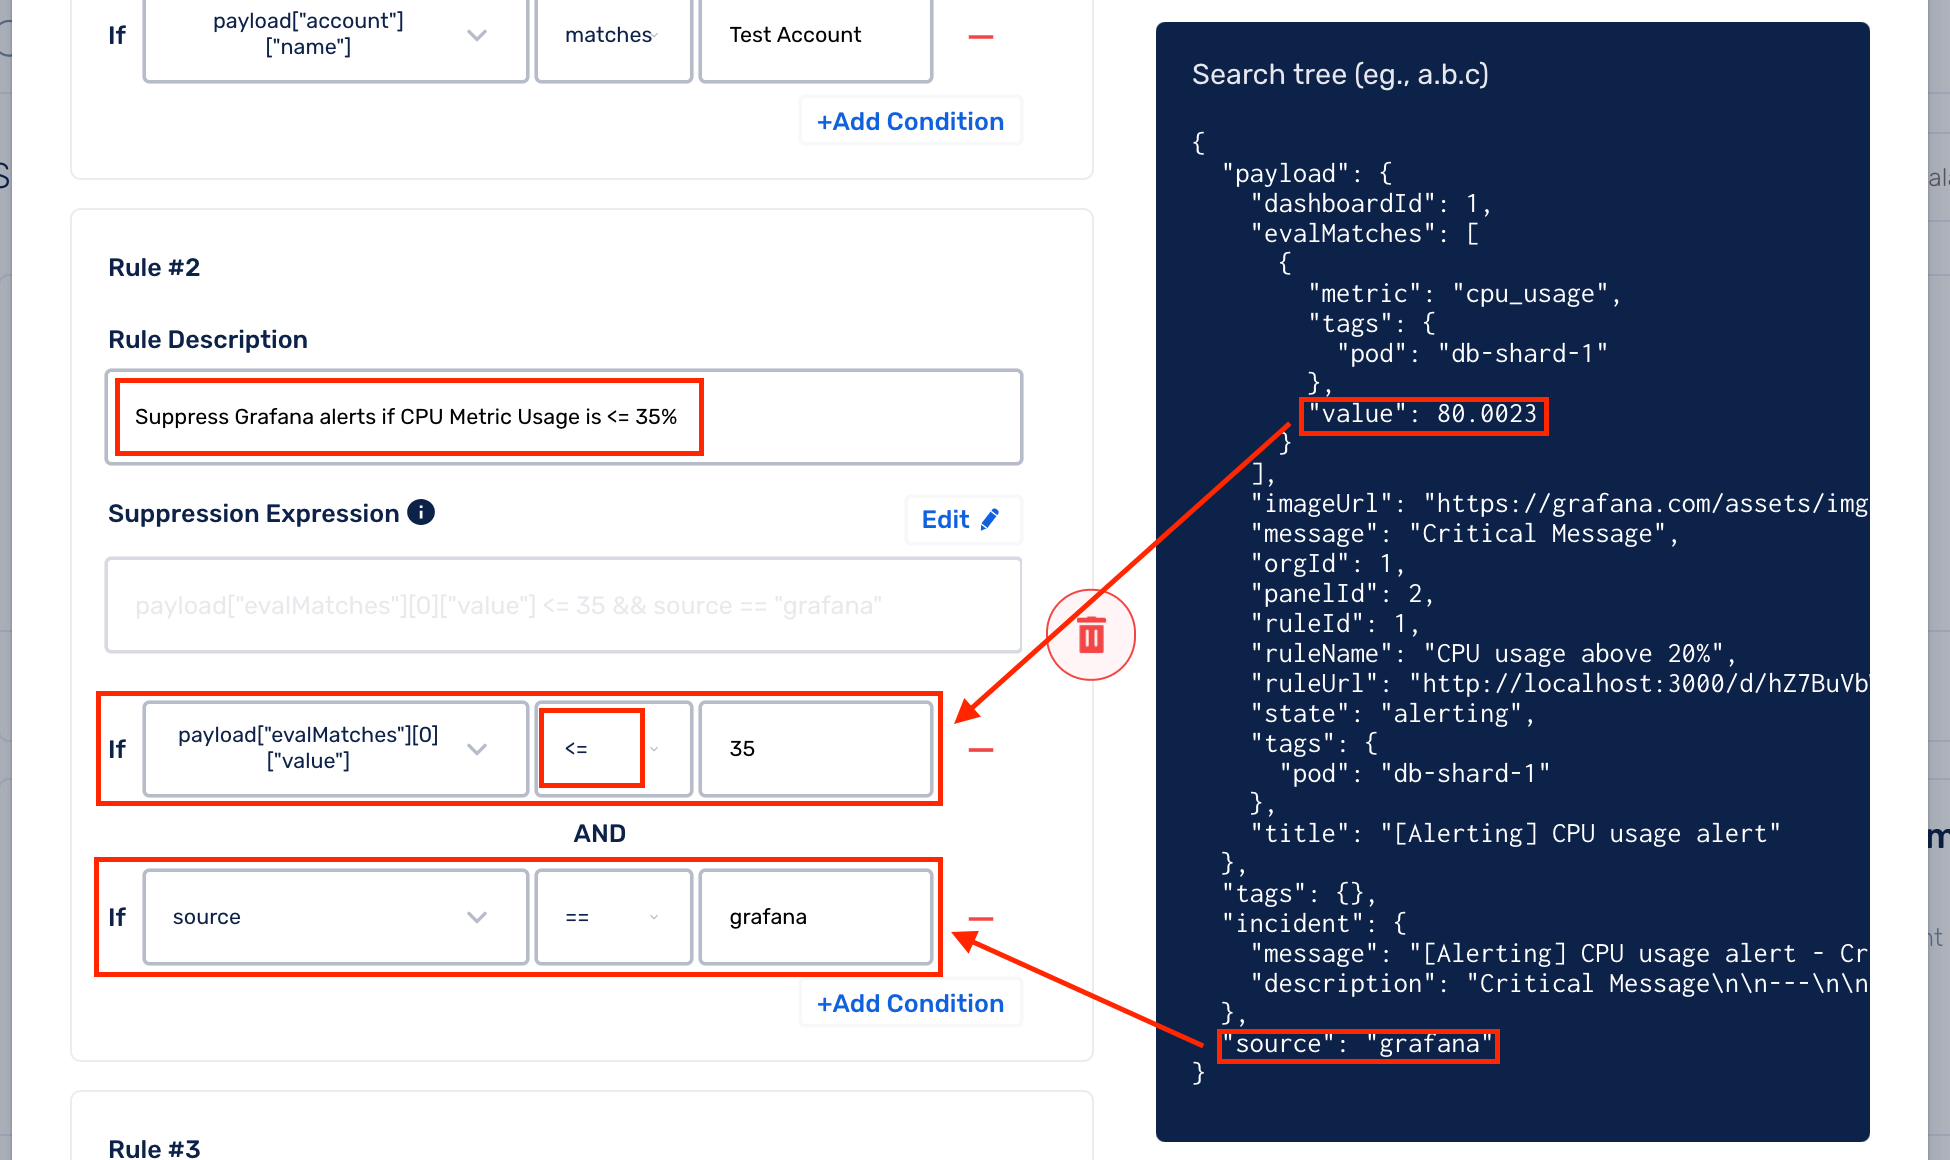 If
payload["account"]
["name"]
matches
Test Account
+Add Condition
Rule #2
Rule Description
Suppress Grafana alerts if CPU Metric Usage is <= 35%
Suppression Expression
Edit
payload["evalMatches"][0]["value"] <= 35 && source == "grafana"
If
payload["evalMatches"][0]
["value"]
<=
35
AND
If
source
==
grafana
+Add Condition
Rule #3
Search tree (eg., a.b.c)
{
"payload": {
"dashboardId": 1,
"evalMatches": [
{
"metric": "cpu_usage",
"tags": {
"pod": "db-shard-1"
},
"value": 80.0023
}
],
"imageUrl": "https://grafana.com/assets/img
"message": "Critical Message",
"orgId": 1,
"panelId": 2,
"ruleId": 1,
"ruleName": "CPU usage above 20%",
"ruleUrl": "http://localhost:3000/d/hZ7BuVb
"state": "alerting",
"tags": {
"pod": "db-shard-1"
},
"title": "[Alerting] CPU usage alert"
},
"tags": {},
"incident": {
"message": "[Alerting] CPU usage alert - Cr
"description": "Critical Message\n\n---\n\n
},
"source": "grafana"
}